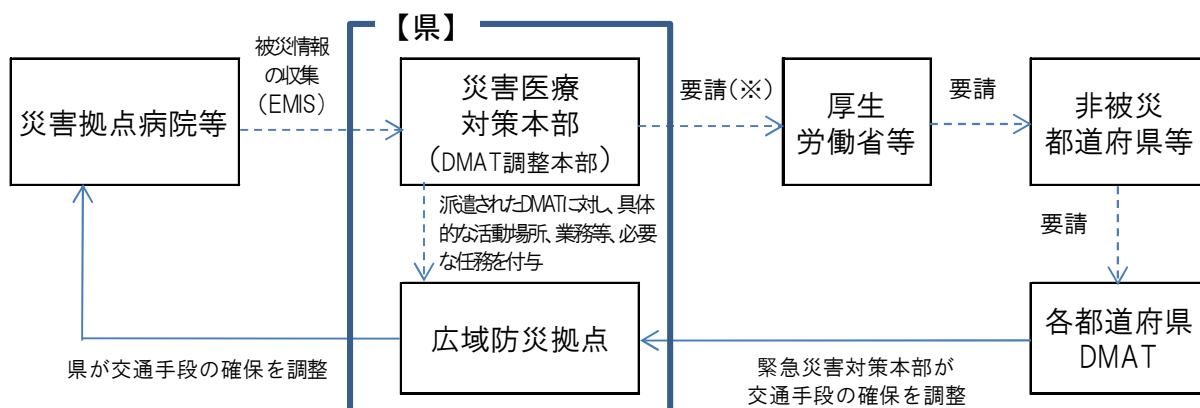 【県】
被災情報
の収集
（EMIS）
災害拠点病院等
災害医療
対策本部
（DMAT調整本部）
要請（※）
厚生
労働省等
要請
非被災
都道府県等
派遣されたDMATに対し、具体
的な活動場所、業務等、必要
な任務を付与
要請
広域防災拠点
各都道府県
DMAT
県が交通手段の確保を調整
緊急災害対策本部が
交通手段の確保を調整